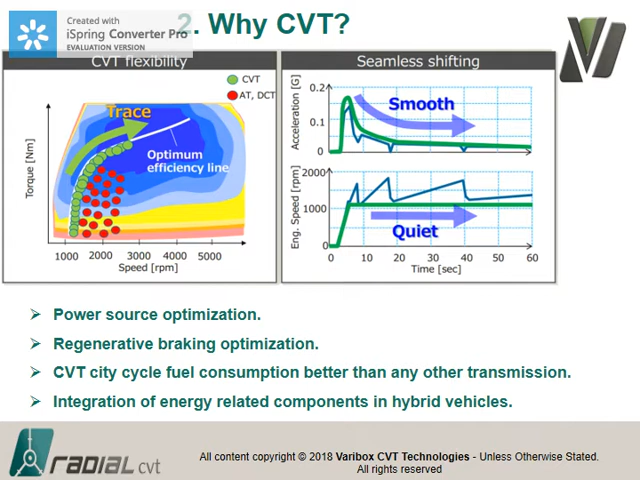 Created with
iSpring Converter Pro
EVALUATION VERSION
2. Why CVT?
CVT flexibility
CVT
AT, DCT
Trace
Optimum
efficiency line
Torque [Nm]
1000 2000 3000 4000 5000
Speed [rpm]
Seamless shifting
Acceleration [G]
0.2
0.1
0
Smooth
Eng. Speed [rpm]
2000
1000
0
Quiet
0 10 20 30 40 50 60
Time [sec]
Power source optimization.
Regenerative braking optimization.
CVT city cycle fuel consumption better than any other transmission.
Integration of energy related components in hybrid vehicles.
RADIAL cvt
All content copyright © 2018 Varibox CVT Technologies - Unless Otherwise Stated.
All rights reserved